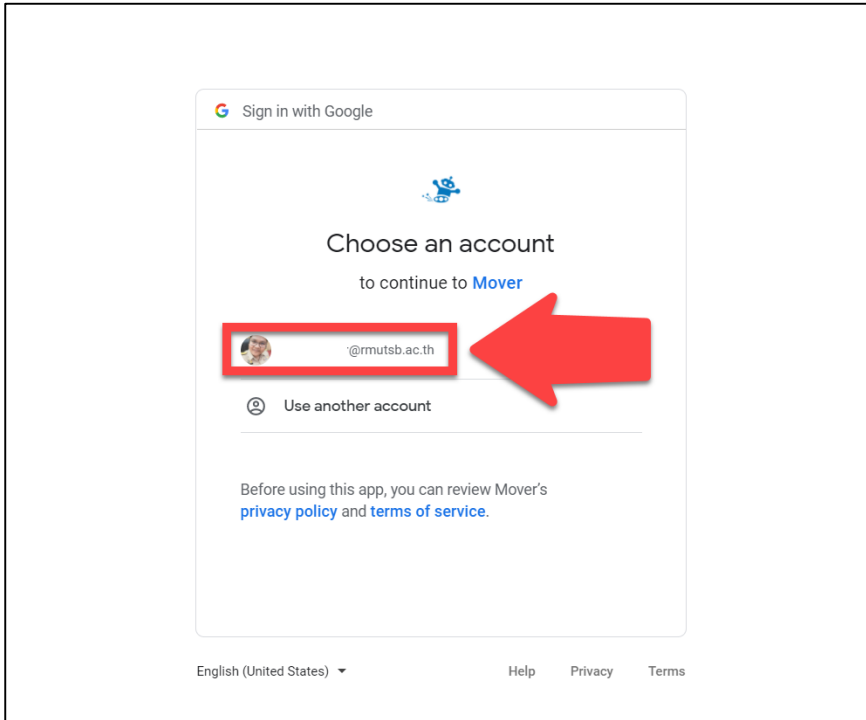 Sign in with Google
Choose an account
to continue to Mover
@rmutsb.ac.th
Use another account
Before using this app, you can review Mover's
privacy policy and terms of service.
English (United States)
Help Privacy Terms